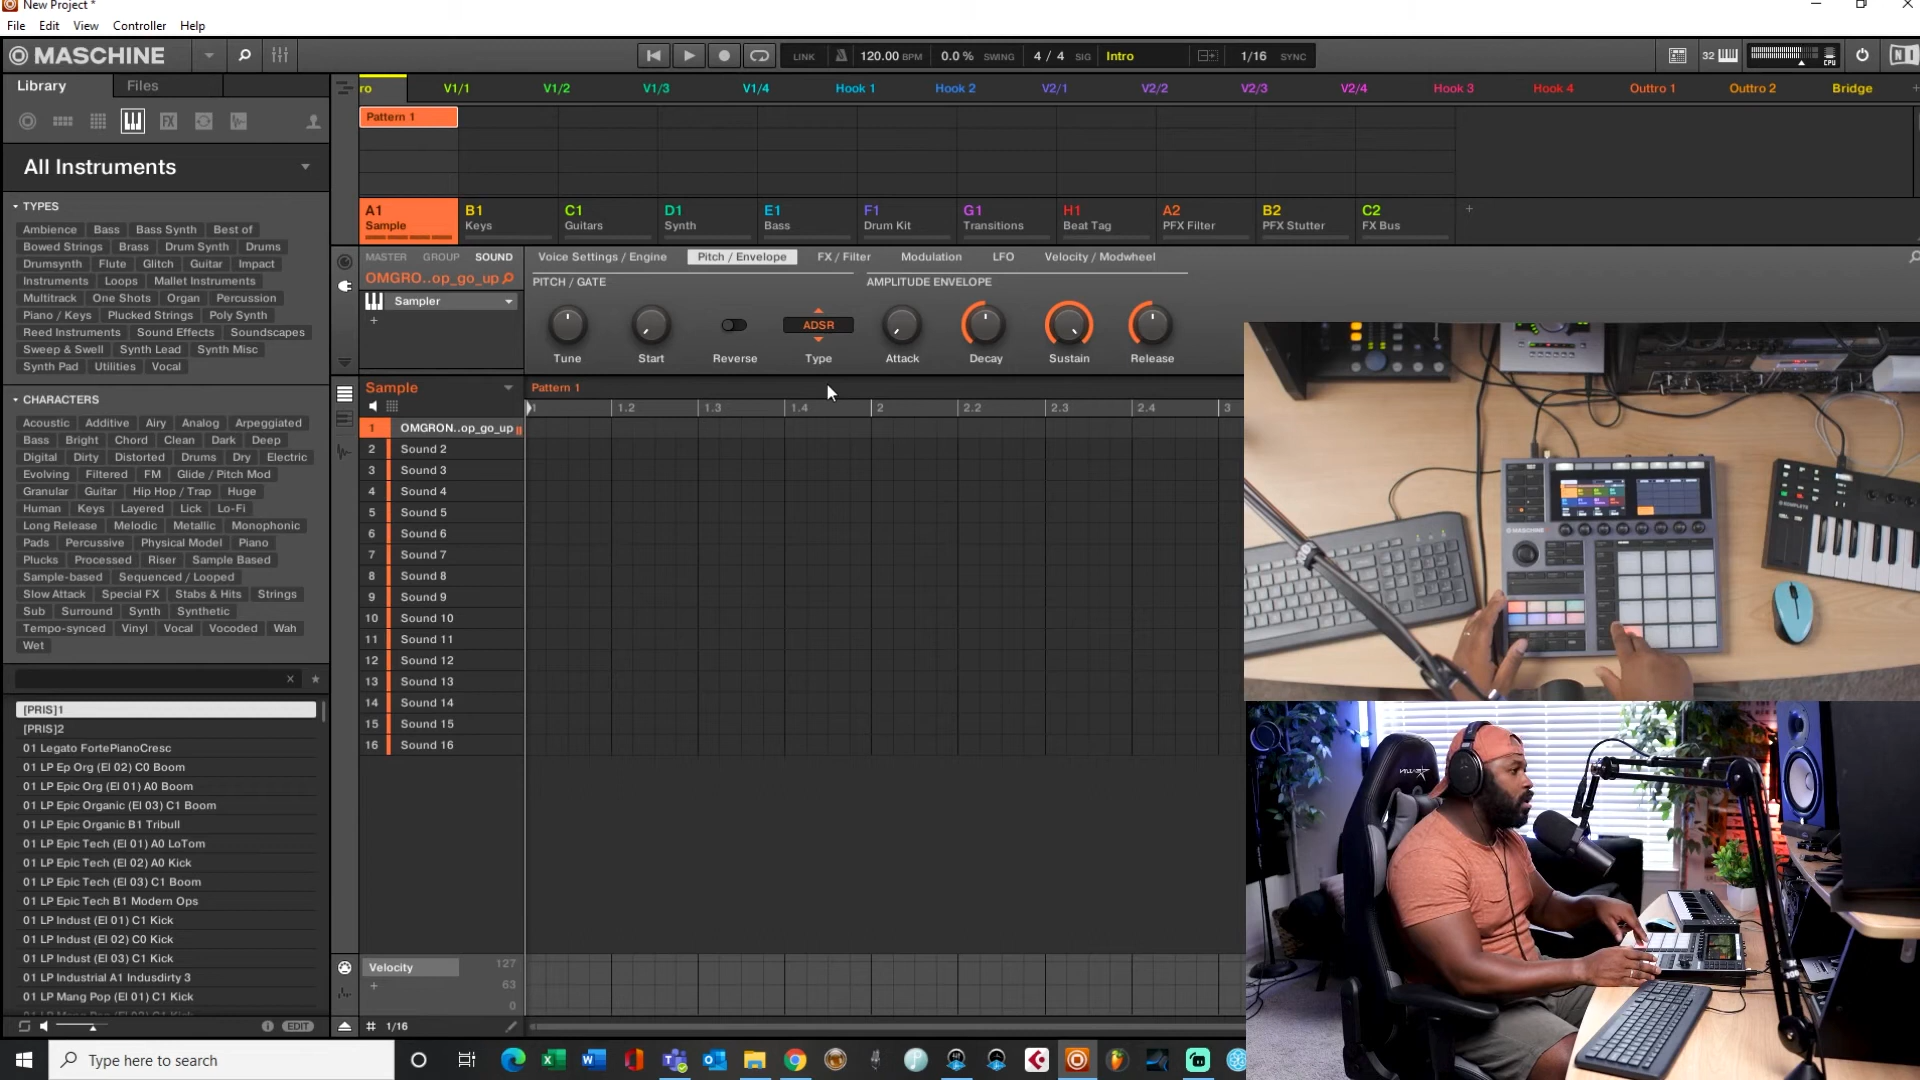 New Project *
File Edit View Controller Help
MASCHINE
LINK 120.00 BPM 0.0 % SWING 4 / 4 SIG Intro 1/16 SYNC
32 CPU
Library Files
ro V1/1 V1/2 V1/3 V1/4 Hook 1 Hook 2 V2/1 V2/2 V2/3 V2/4 Hook 3 Hook 4 Outtro 1 Outtro 2 Bridge
Pattern 1
FX
All Instruments
A1 B1 C1 D1 E1 F1 G1 H1 A2 B2 C2
Sample Keys Guitars Synth Bass Drum Kit Transitions Beat Tag PFX Filter PFX Stutter FX Bus
TYPES
Ambience Bass Bass Synth Best of
Bowed Strings Brass Drum Synth Drums
Drumsynth Flute Glitch Guitar Impact
Instruments Loops Mallet Instruments
Multitrack One Shots Organ Percussion
Piano / Keys Plucked Strings Poly Synth
Reed Instruments Sound Effects Soundscapes
Sweep & Swell Synth Lead Synth Misc
Synth Pad Utilities Vocal
CHARACTERS
Acoustic Additive Airy Analog Arpeggiated
Bass Bright Chord Clean Dark Deep
Digital Dirty Distorted Drums Dry Electric
Evolving Filtered FM Glide / Pitch Mod
Granular Guitar Hip Hop / Trap Huge
Human Keys Layered Lick Lo-Fi
Long Release Melodic Metallic Monophonic
Pads Percussive Physical Model Piano
Plucks Processed Riser Sample Based
Sample-based Sequenced / Looped
Slow Attack Special FX Stabs & Hits Strings
Sub Surround Synth Synthetic
Tempo-synced Vinyl Vocal Vocoded Wah
Wet
[PRIS]1
[PRIS]2
01 Legato FortePianoCresc
01 LP Ep Org (El 02) C0 Boom
01 LP Epic Org (El 01) A0 Boom
01 LP Epic Organic (El 03) C1 Boom
01 LP Epic Organic B1 Tribull
01 LP Epic Tech (El 01) A0 LoTom
01 LP Epic Tech (El 02) A0 Kick
01 LP Epic Tech (El 03) C1 Boom
01 LP Epic Tech B1 Modern Ops
01 LP Indust (El 01) C1 Kick
01 LP Indust (El 02) C0 Kick
01 LP Indust (El 03) C1 Kick
01 LP Industrial A1 Indusdirty 3
01 LP Mang Pop (El 01) C1 Kick
EDIT
MASTER GROUP SOUND
OMGRO..op_go_up
Sampler
Voice Settings / Engine Pitch / Envelope FX / Filter Modulation LFO Velocity / Modwheel
PITCH / GATE AMPLITUDE ENVELOPE
ADSR
Tune Start Reverse Type Attack Decay Sustain Release
Sample
Pattern 1
1 1.2 1.3 1.4 2 2.2 2.3 2.4 3
1 OMGRON..op_go_up
2 Sound 2
3 Sound 3
4 Sound 4
5 Sound 5
6 Sound 6
7 Sound 7
8 Sound 8
9 Sound 9
10 Sound 10
11 Sound 11
12 Sound 12
13 Sound 13
14 Sound 14
15 Sound 15
16 Sound 16
Velocity
127
63
0
1/16
Type here to search